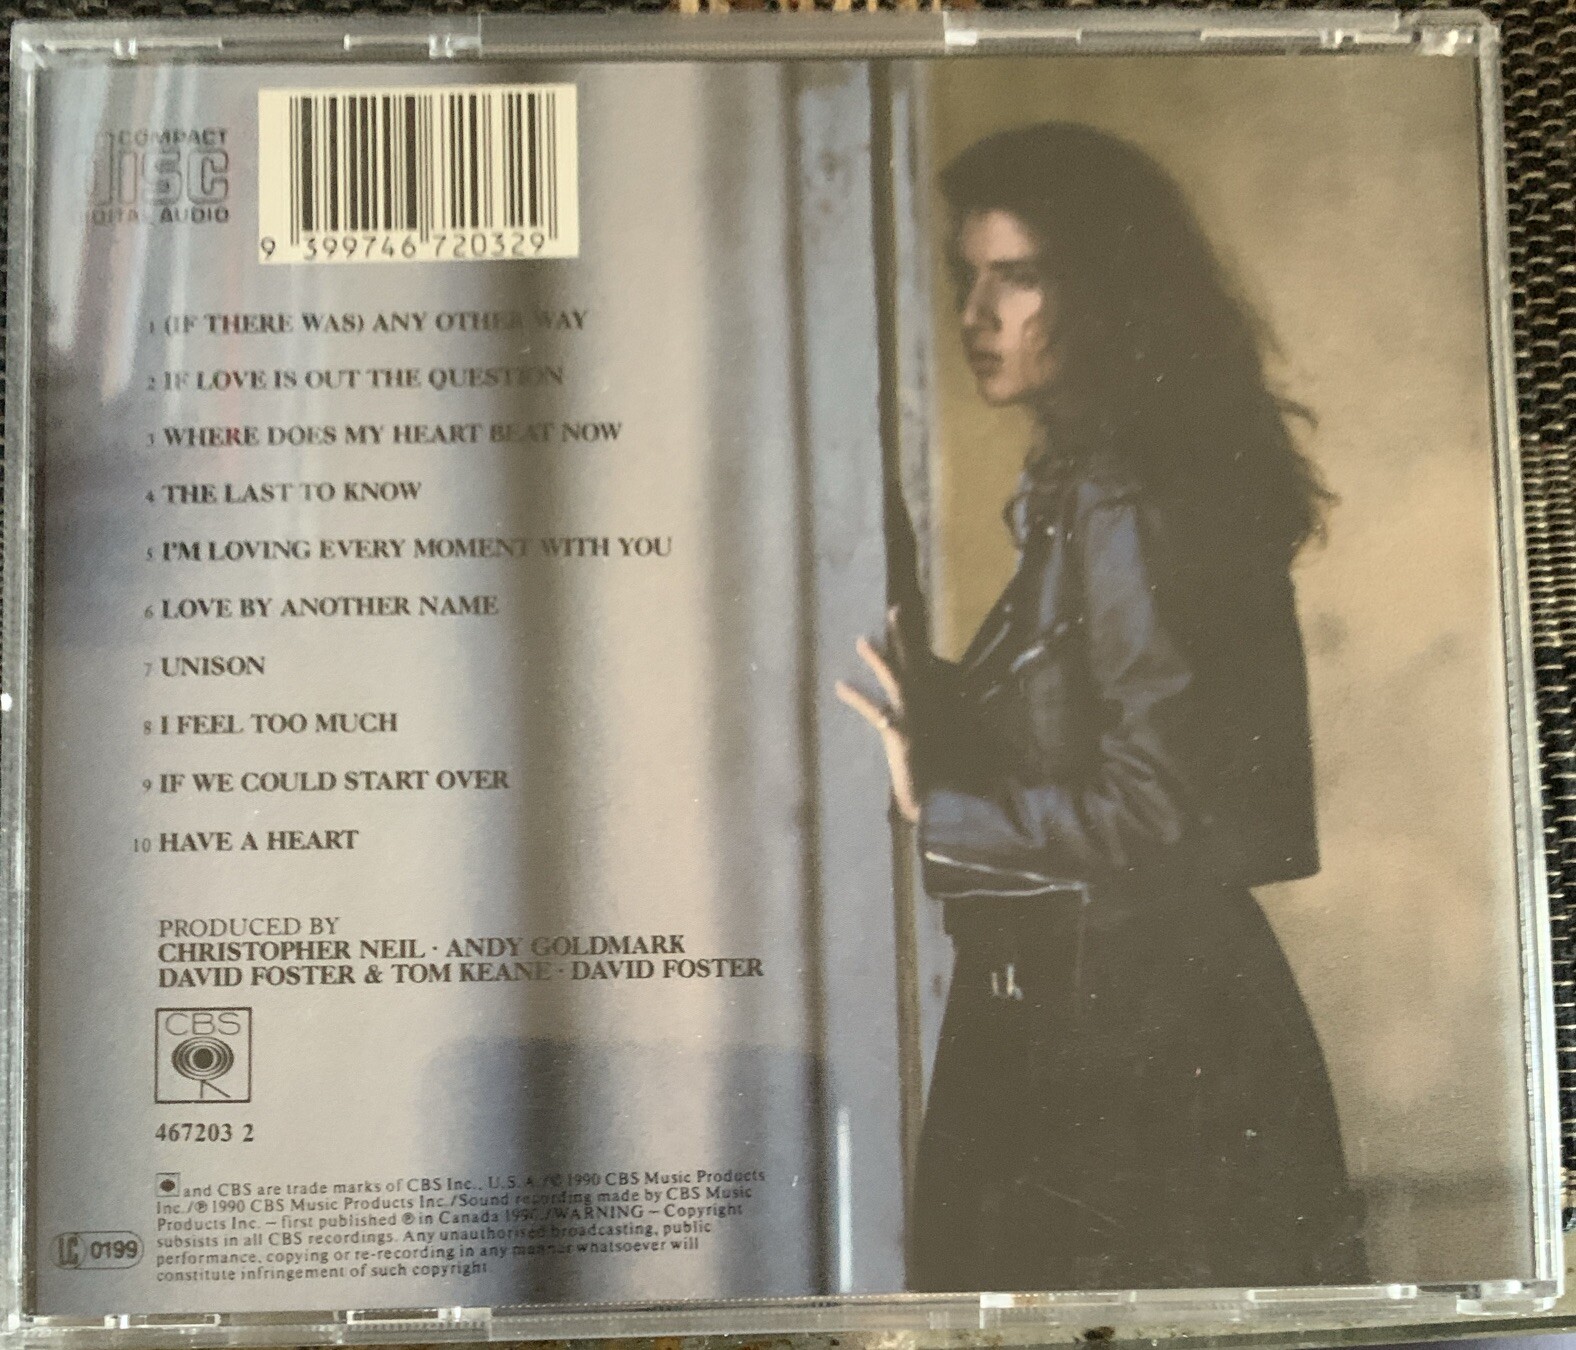 COMPACT
disc
DIGITAL AUDIO
9 399746 720329
1 (IF THERE WAS) ANY OTHER WAY
2 IF LOVE IS OUT THE QUESTION
3 WHERE DOES MY HEART BEAT NOW
4 THE LAST TO KNOW
5 I'M LOVING EVERY MOMENT WITH YOU
6 LOVE BY ANOTHER NAME
7 UNISON
8 I FEEL TOO MUCH
9 IF WE COULD START OVER
10 HAVE A HEART
PRODUCED BY
CHRISTOPHER NEIL · ANDY GOLDMARK
DAVID FOSTER & TOM KEANE · DAVID FOSTER
CBS
467203 2
and CBS are trade marks of CBS Inc., U.S.A./© 1990 CBS Music Products
Inc./℗ 1990 CBS Music Products Inc./Sound recording made by CBS Music
Products Inc. – first published ℗ in Canada 1990./WARNING – Copyright
subsists in all CBS recordings. Any unauthorised broadcasting, public
performance, copying or re-recording in any manner whatsoever will
constitute infringement of such copyright
LC 0199